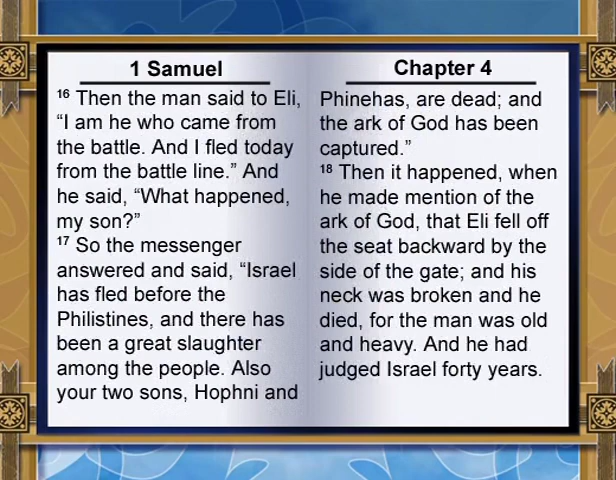 1 Samuel
16 Then the man said to Eli,
“I am he who came from
the battle. And I fled today
from the battle line.” And
he said, “What happened,
my son?”
17 So the messenger
answered and said, “Israel
has fled before the
Philistines, and there has
been a great slaughter
among the people. Also
your two sons, Hophni and
Chapter 4
Phinehas, are dead; and
the ark of God has been
captured.”
18 Then it happened, when
he made mention of the
ark of God, that Eli fell off
the seat backward by the
side of the gate; and his
neck was broken and he
died, for the man was old
and heavy. And he had
judged Israel forty years.